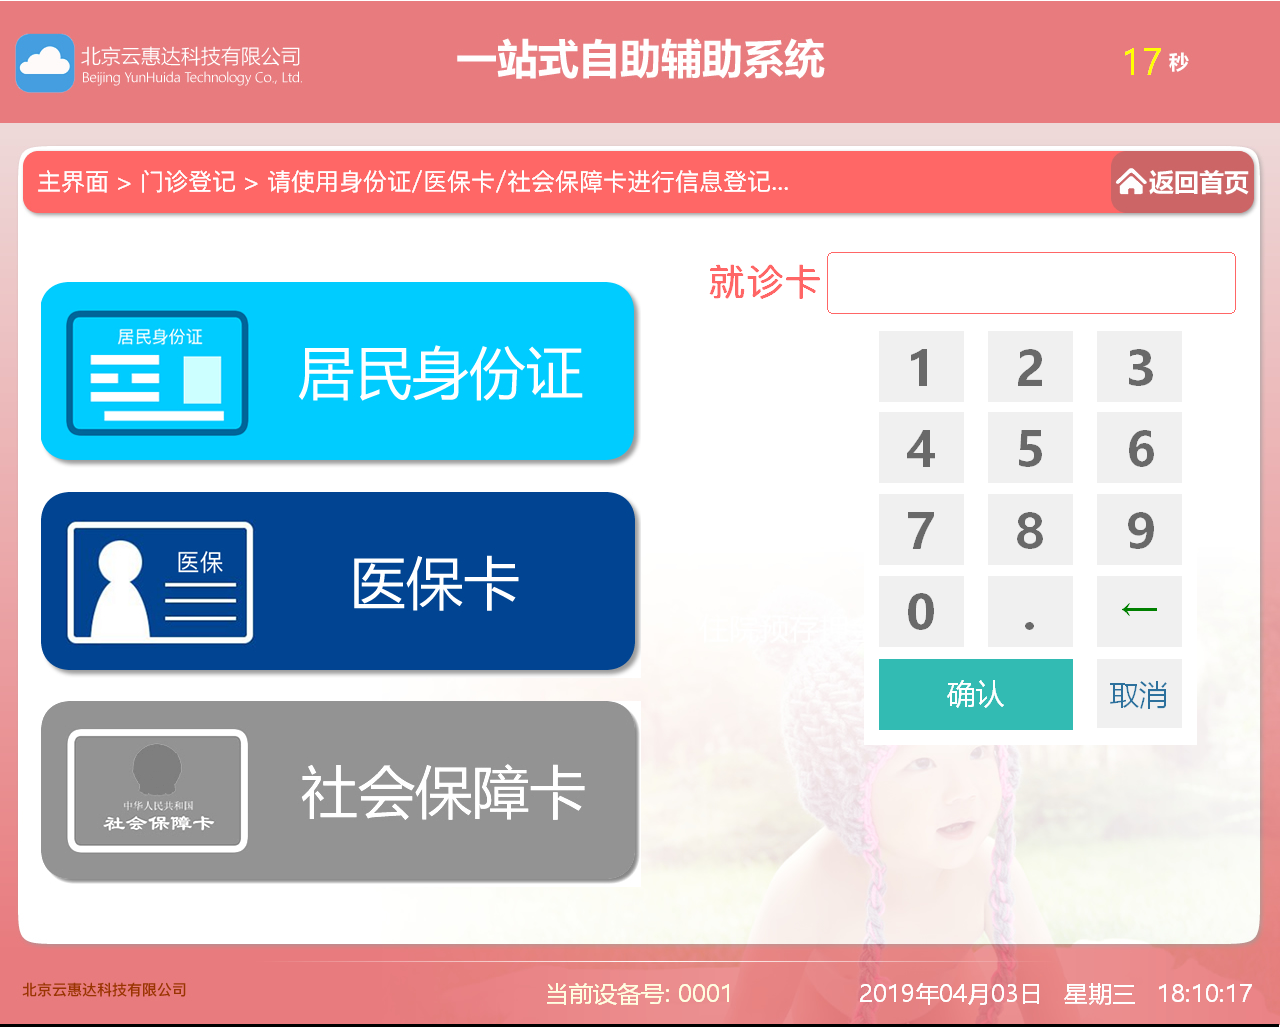 北京云惠达科技有限公司
Beijing YunHuida Technology Co., Ltd.
一站式自助辅助系统
17 秒
主界面 > 门诊登记 > 请使用身份证/医保卡/社会保障卡进行信息登记...
返回首页
就诊卡
居民身份证
居民身份证
1 2 3
4 5 6
7 8 9
0 . ←
确认 取消
医保
医保卡
中华人民共和国
社会保障卡
社会保障卡
北京云惠达科技有限公司
当前设备号: 0001
2019年04月03日 星期三 18:10:17